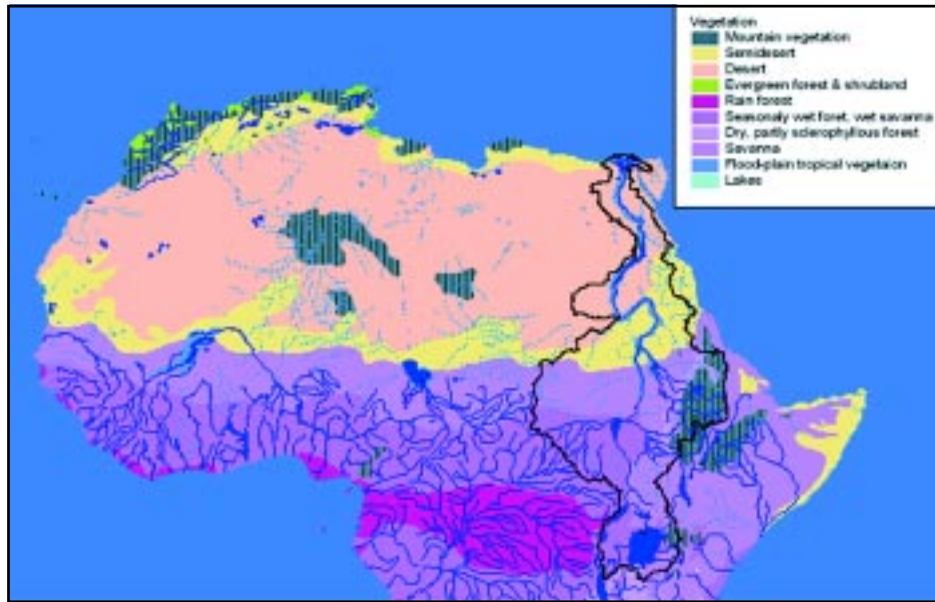 Vegetation
Mountain vegetation
Semidesert
Desert
Evergreen forest & shrubland
Rain forest
Seasonaly wet foret, wet savanna
Dry, partly sclerophyllous forest
Savanna
Flood-plain tropical vegetaion
Lakes